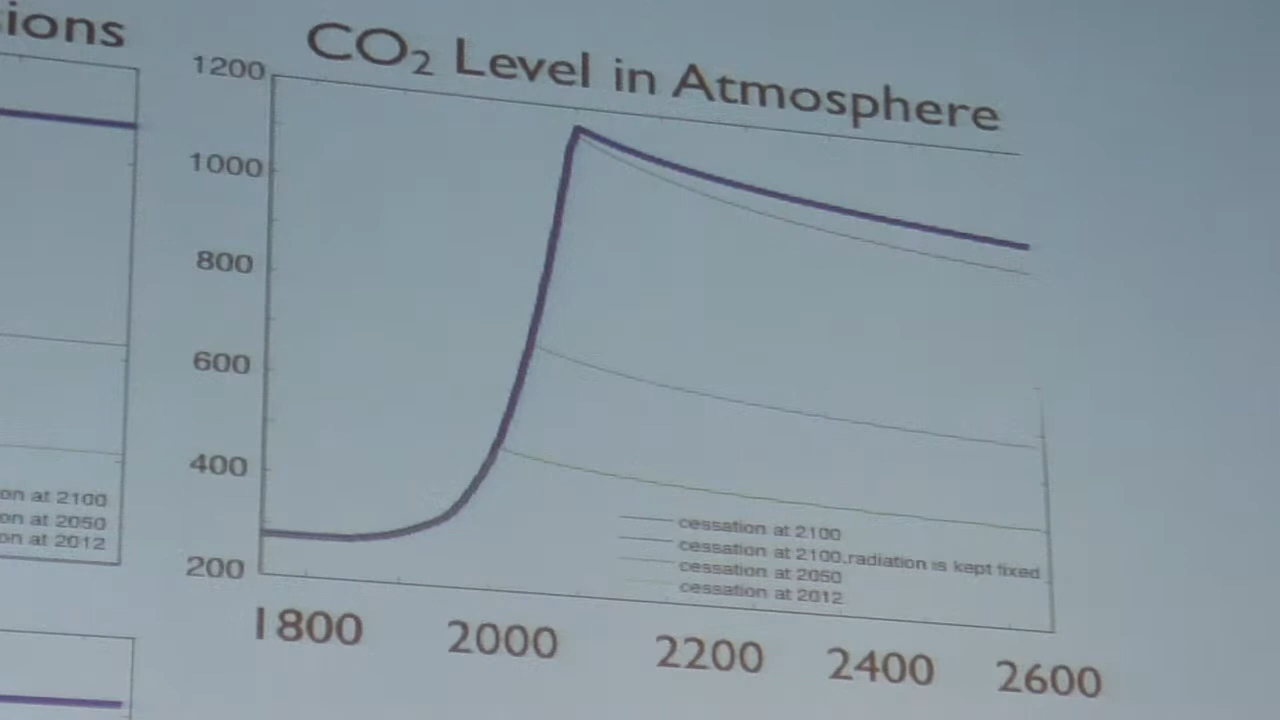 ions
CO₂ Level in Atmosphere
1200
1000
800
600
400
200
1800 2000 2200 2400 2600
cessation at 2100
cessation at 2100,radiation is kept fixed
cessation at 2050
cessation at 2012
on at 2100
on at 2050
on at 2012